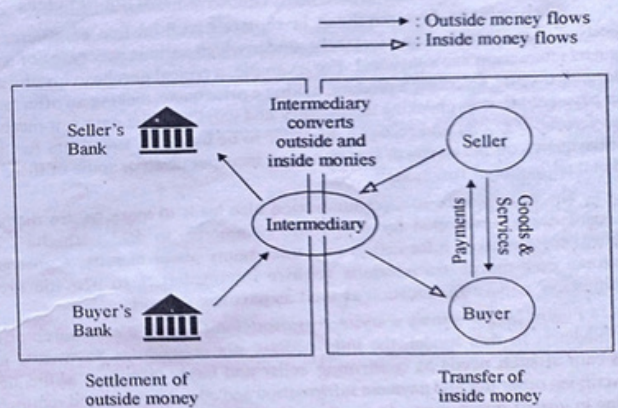 : Outside money flows
: Inside money flows
Seller's
Bank
Intermediary
converts
outside and
inside monies
Seller
Intermediary
Payments
Goods &
Services
Buyer's
Bank
Buyer
Settlement of
outside money
Transfer of
inside money